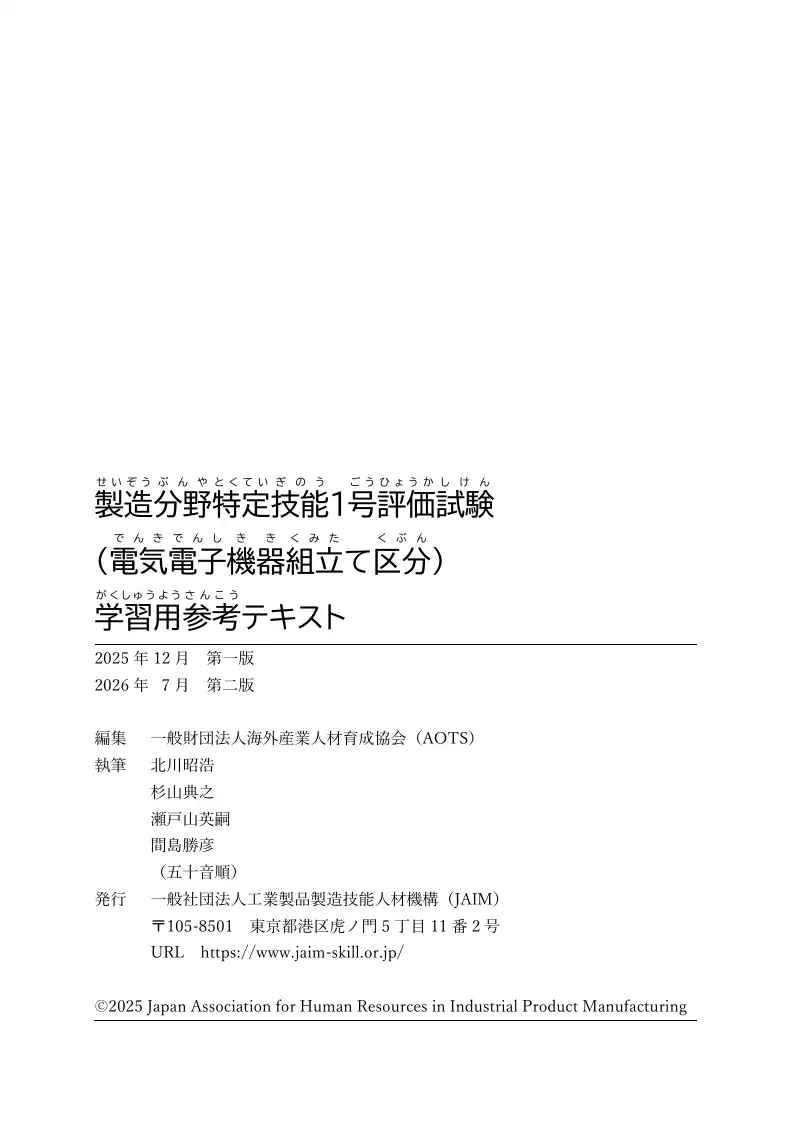 せいぞうぶんやとくていぎのう ごうひょうかしけん
製造分野特定技能1号評価試験
でんきでんしききくみた くぶん
（電気電子機器組立て区分）
がくしゅうようさんこう
学習用参考テキスト
2025 年 12 月　第一版
2026 年 7 月　第二版
編集　一般財団法人海外産業人材育成協会（AOTS）
執筆　北川昭浩
杉山典之
瀬戸山英嗣
間島勝彦
（五十音順）
発行　一般社団法人工業製品製造技能人材機構（JAIM）
〒105-8501　東京都港区虎ノ門 5 丁目 11 番 2 号
URL　https://www.jaim-skill.or.jp/
©2025 Japan Association for Human Resources in Industrial Product Manufacturing